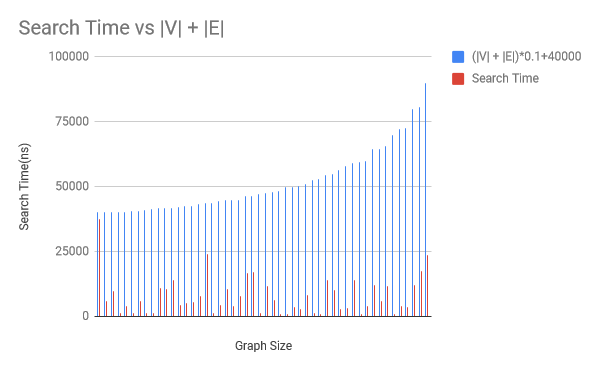 Search Time vs |V| + |E|
(|V| + |E|)*0.1+40000
Search Time
100000
75000
50000
25000
0
Search Time(ns)
Graph Size